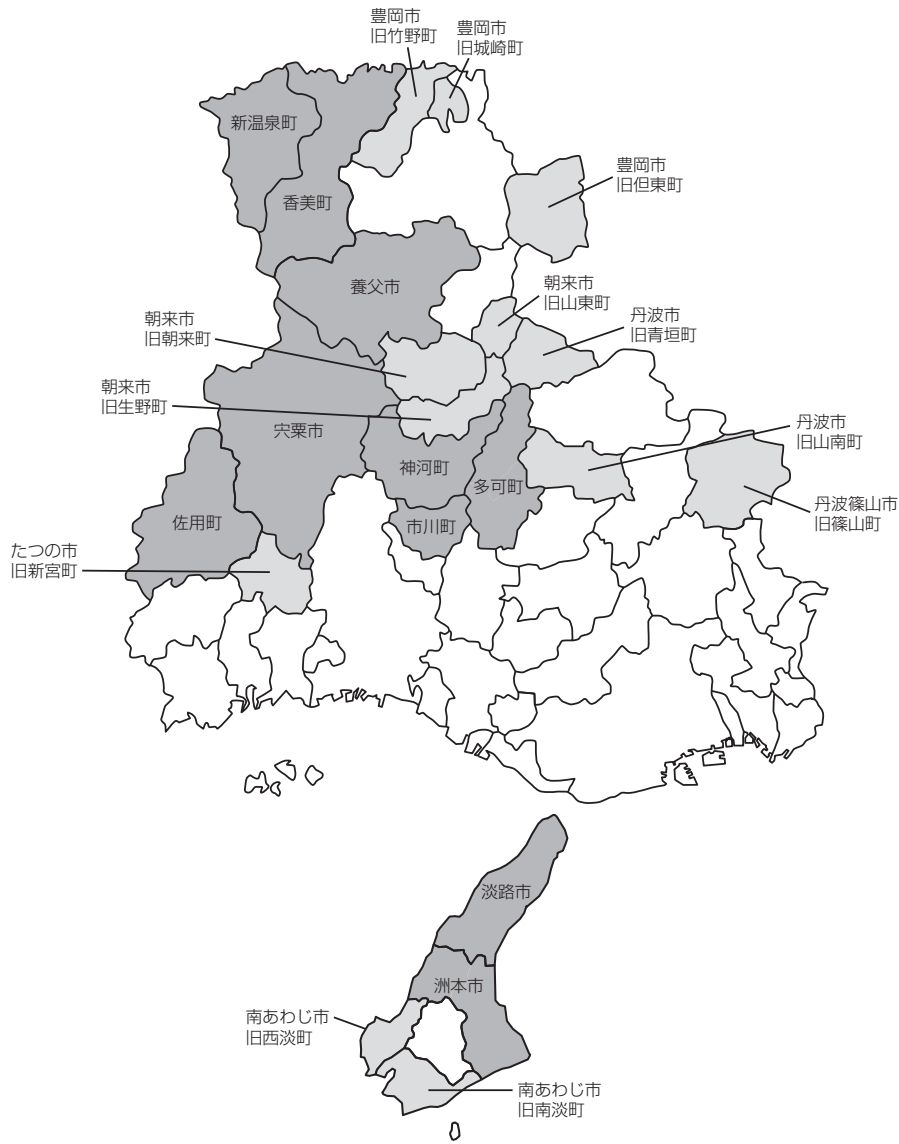 豊岡市
旧竹野町
豊岡市
旧城崎町
新温泉町
豊岡市
旧但東町
香美町
養父市
朝来市
旧山東町
朝来市
旧朝来町
丹波市
旧青垣町
朝来市
旧生野町
宍粟市
丹波市
旧山南町
神河町
多可町
丹波篠山市
旧篠山町
佐用町
市川町
たつの市
旧新宮町
淡路市
洲本市
南あわじ市
旧西淡町
南あわじ市
旧南淡町